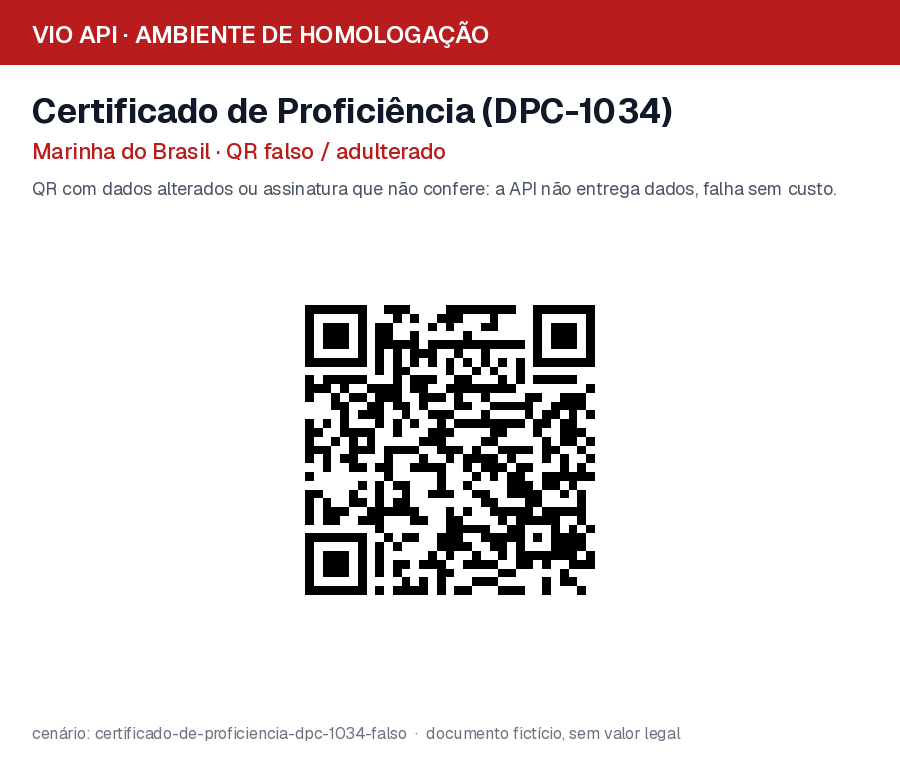 VIO API · AMBIENTE DE HOMOLOGAÇÃO
Certificado de Proficiência (DPC-1034)
Marinha do Brasil · QR falso / adulterado
QR com dados alterados ou assinatura que não confere: a API não entrega dados, falha sem custo.
cenário: certificado-de-proficiencia-dpc-1034-falso · documento fictício, sem valor legal